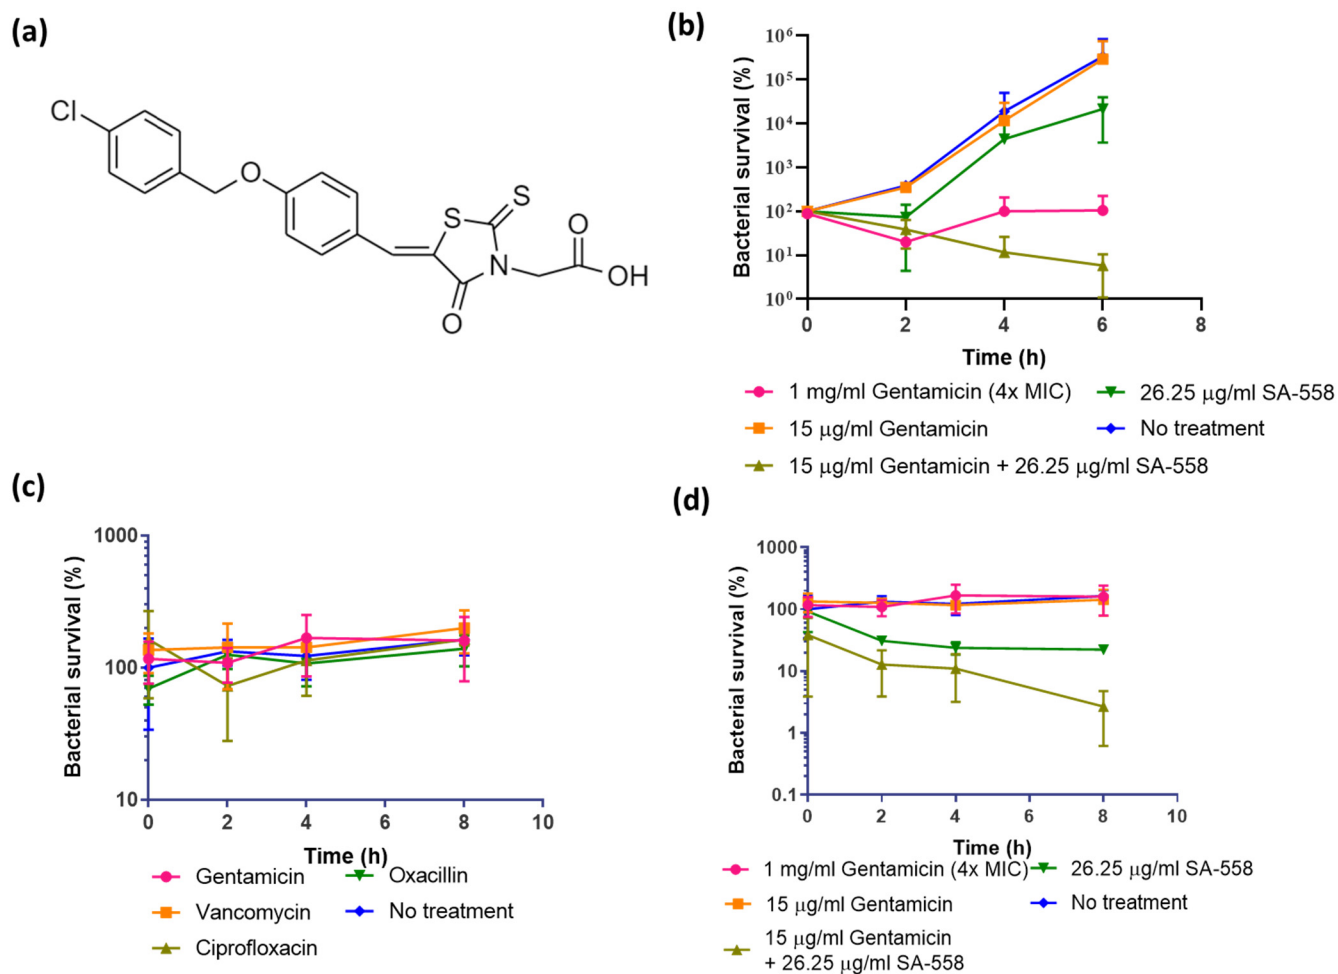 (a)
Cl
O
S
S
N
O
O
OH
(b)
Bacterial survival (%)
10⁶
10⁵
10⁴
10³
10²
10¹
10⁰
0 2 4 6 8
Time (h)
1 mg/ml Gentamicin (4x MIC)
26.25 µg/ml SA-558
15 µg/ml Gentamicin
No treatment
15 µg/ml Gentamicin + 26.25 µg/ml SA-558
(c)
Bacterial survival (%)
1000
100
10
0 2 4 6 8 10
Time (h)
Gentamicin
Oxacillin
Vancomycin
No treatment
Ciprofloxacin
(d)
Bacterial survival (%)
1000
100
10
1
0.1
0 2 4 6 8 10
Time (h)
1 mg/ml Gentamicin (4x MIC)
26.25 µg/ml SA-558
15 µg/ml Gentamicin
No treatment
15 µg/ml Gentamicin
+ 26.25 µg/ml SA-558